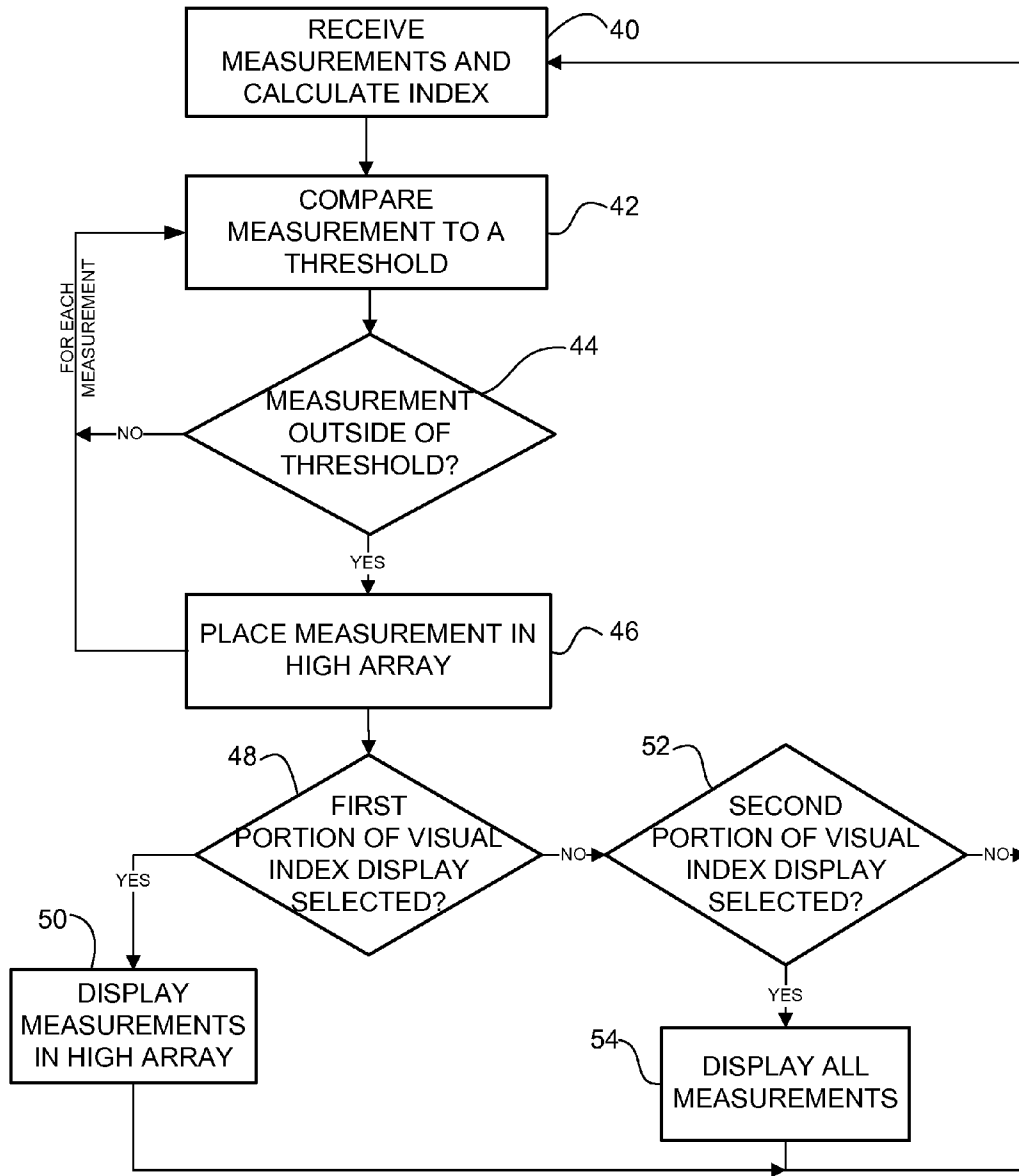 RECEIVE
MEASUREMENTS AND
CALCULATE INDEX
40
COMPARE
MEASUREMENT TO A
THRESHOLD
42
FOR EACH
MEASUREMENT
44
MEASUREMENT
OUTSIDE OF
THRESHOLD?
NO
YES
PLACE MEASUREMENT IN
HIGH ARRAY
46
48
FIRST
PORTION OF VISUAL
INDEX DISPLAY
SELECTED?
NO
YES
52
SECOND
PORTION OF VISUAL
INDEX DISPLAY
SELECTED?
NO
YES
50
DISPLAY
MEASUREMENTS
IN HIGH ARRAY
54
DISPLAY ALL
MEASUREMENTS